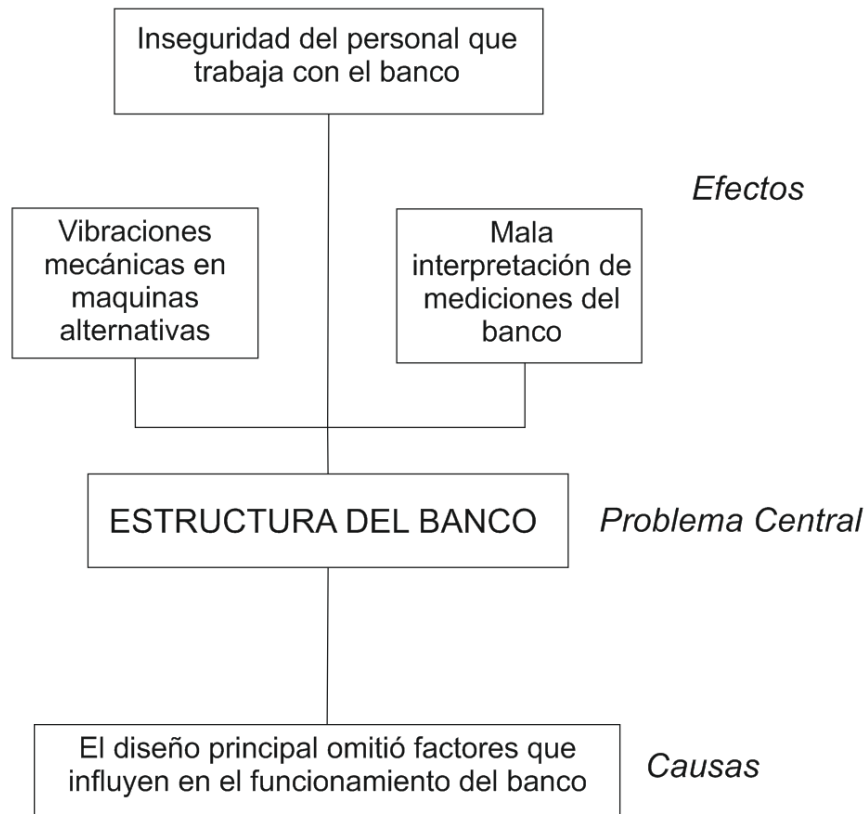 Inseguridad del personal que
trabaja con el banco
Efectos
Vibraciones
mecánicas en
maquinas
alternativas
Mala
interpretación de
mediciones del
banco
ESTRUCTURA DEL BANCO
Problema Central
El diseño principal omitió factores que
influyen en el funcionamiento del banco
Causas